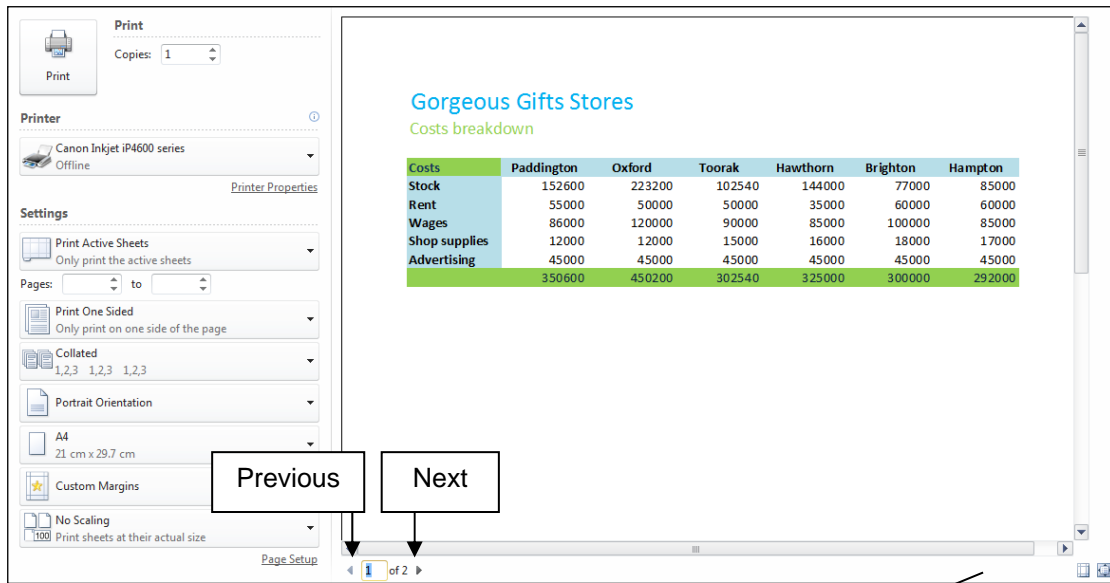 Print
Copies: 1
Print
Printer
Canon Inkjet iP4600 series
Offline
Printer Properties
Settings
Print Active Sheets
Only print the active sheets
Pages: to
Print One Sided
Only print on one side of the page
Collated
1,2,3 1,2,3 1,2,3
Portrait Orientation
A4
21 cm x 29.7 cm
Custom Margins
No Scaling
100 Print sheets at their actual size
Page Setup
Gorgeous Gifts Stores
Costs breakdown
Costs Paddington Oxford Toorak Hawthorn Brighton Hampton
Stock 152600 223200 102540 144000 77000 85000
Rent 55000 50000 50000 35000 60000 60000
Wages 86000 120000 90000 85000 100000 85000
Shop supplies 12000 12000 15000 16000 18000 17000
Advertising 45000 45000 45000 45000 45000 45000
350600 450200 302540 325000 300000 292000
Previous
Next
1 of 2